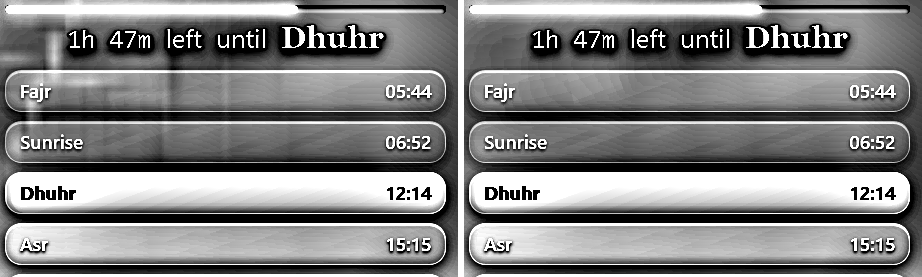 1h 47m left until Dhuhr
Fajr 05:44
Sunrise 06:52
Dhuhr 12:14
Asr 15:15
1h 47m left until Dhuhr
Fajr 05:44
Sunrise 06:52
Dhuhr 12:14
Asr 15:15